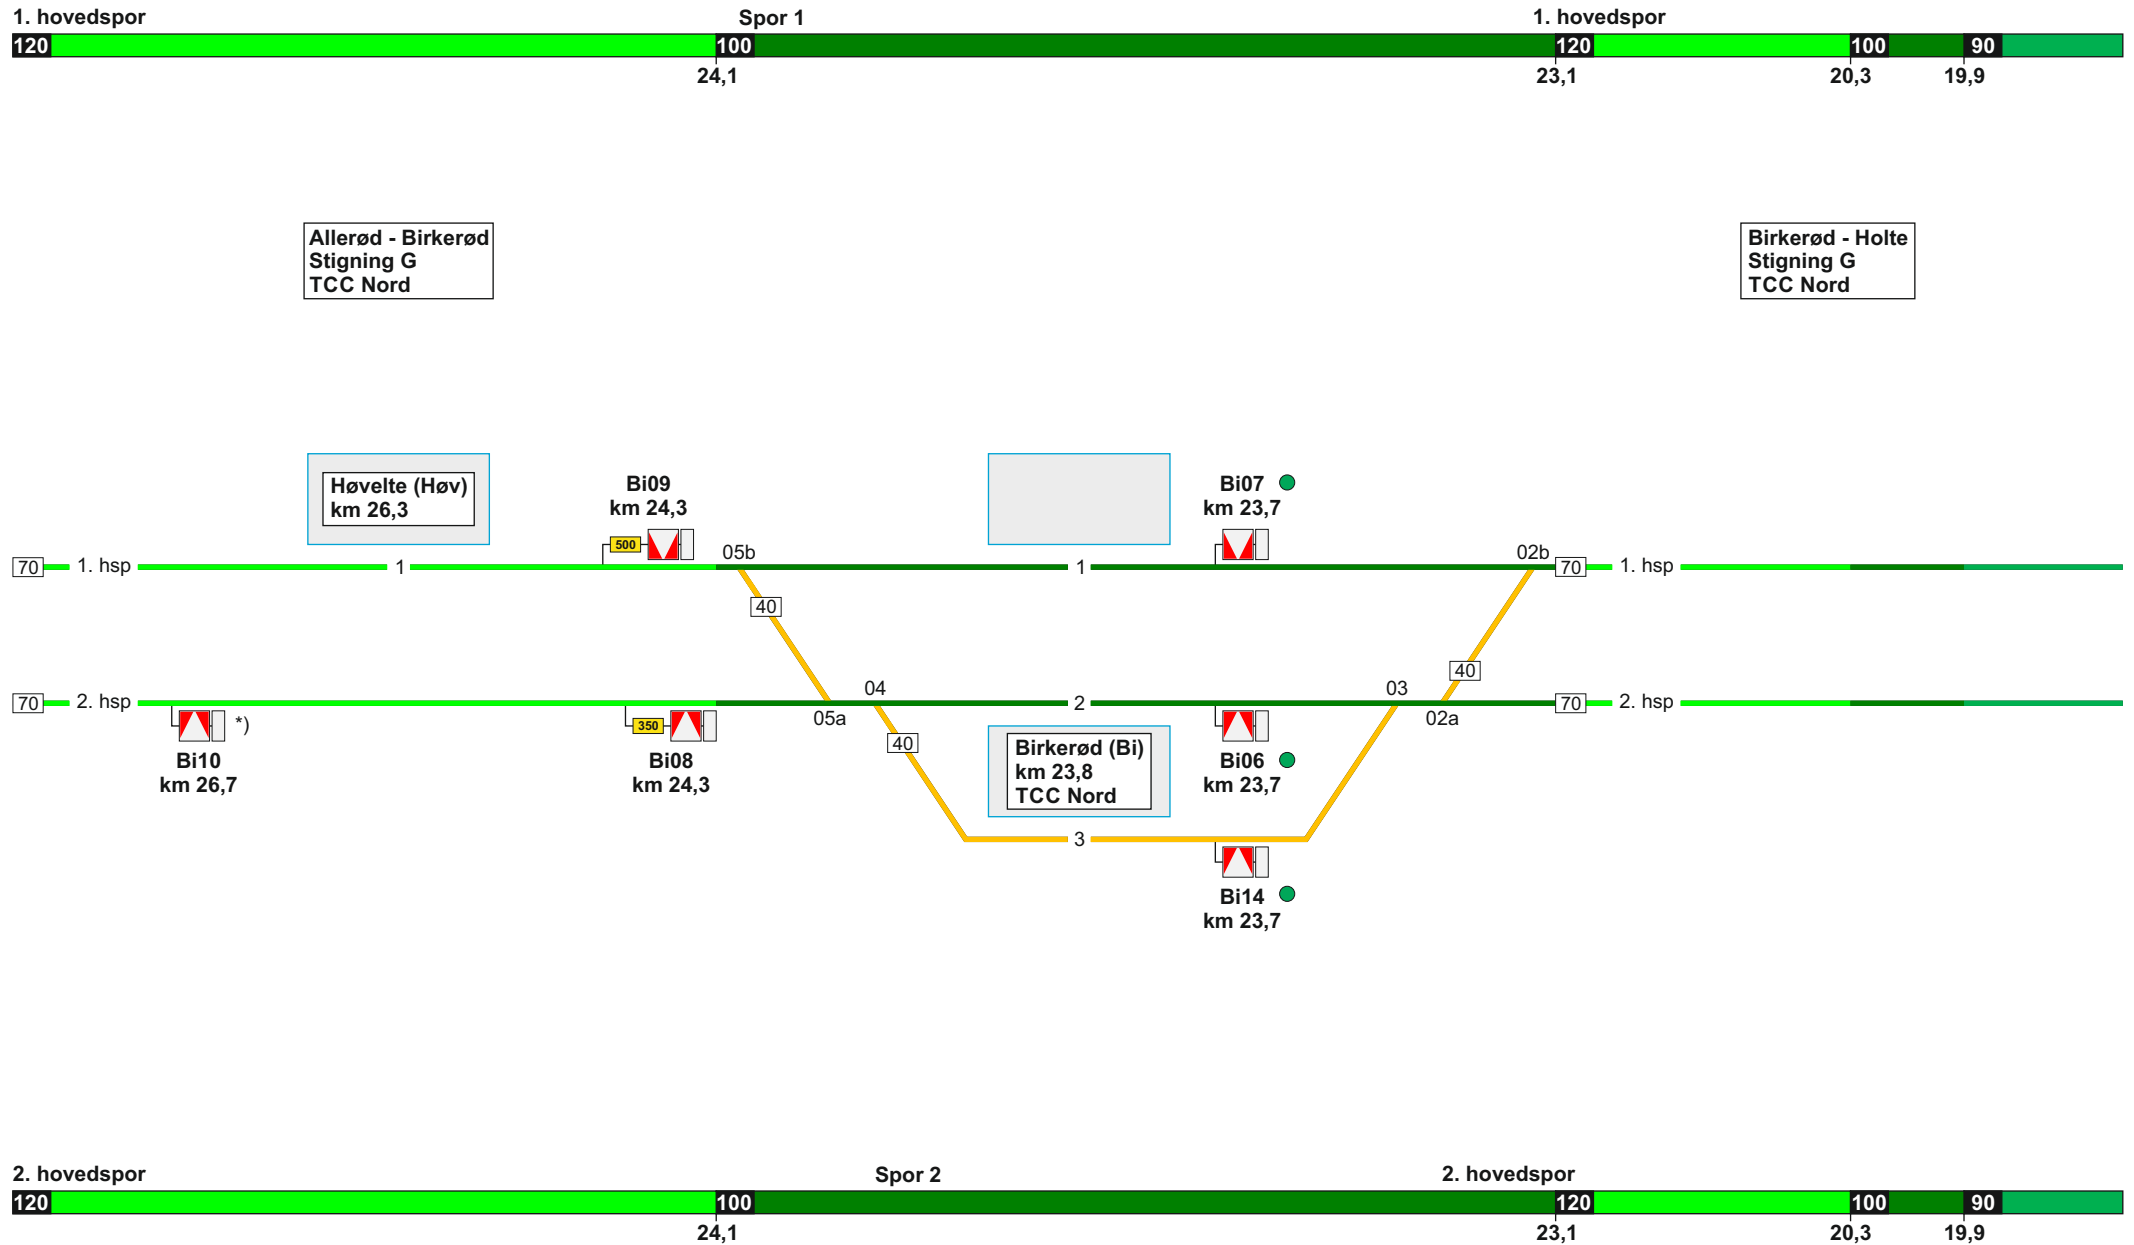 1. hovedspor
Spor 1
1. hovedspor
120
100
120
100
90
24,1
23,1
20,3
19,9
Allerød - Birkerød
Stigning G
TCC Nord
Birkerød - Holte
Stigning G
TCC Nord
Høvelte (Høv)
km 26,3
Bi09
km 24,3
500
Bi07
km 23,7
05b
02b
70
1. hsp
1
1
70
1. hsp
40
40
04
03
70
2. hsp
2
70
2. hsp
05a
02a
*)
Bi10
km 26,7
350
Bi08
km 24,3
40
Birkerød (Bi)
km 23,8
TCC Nord
Bi06
km 23,7
3
Bi14
km 23,7
2. hovedspor
Spor 2
2. hovedspor
120
100
120
100
90
24,1
23,1
20,3
19,9